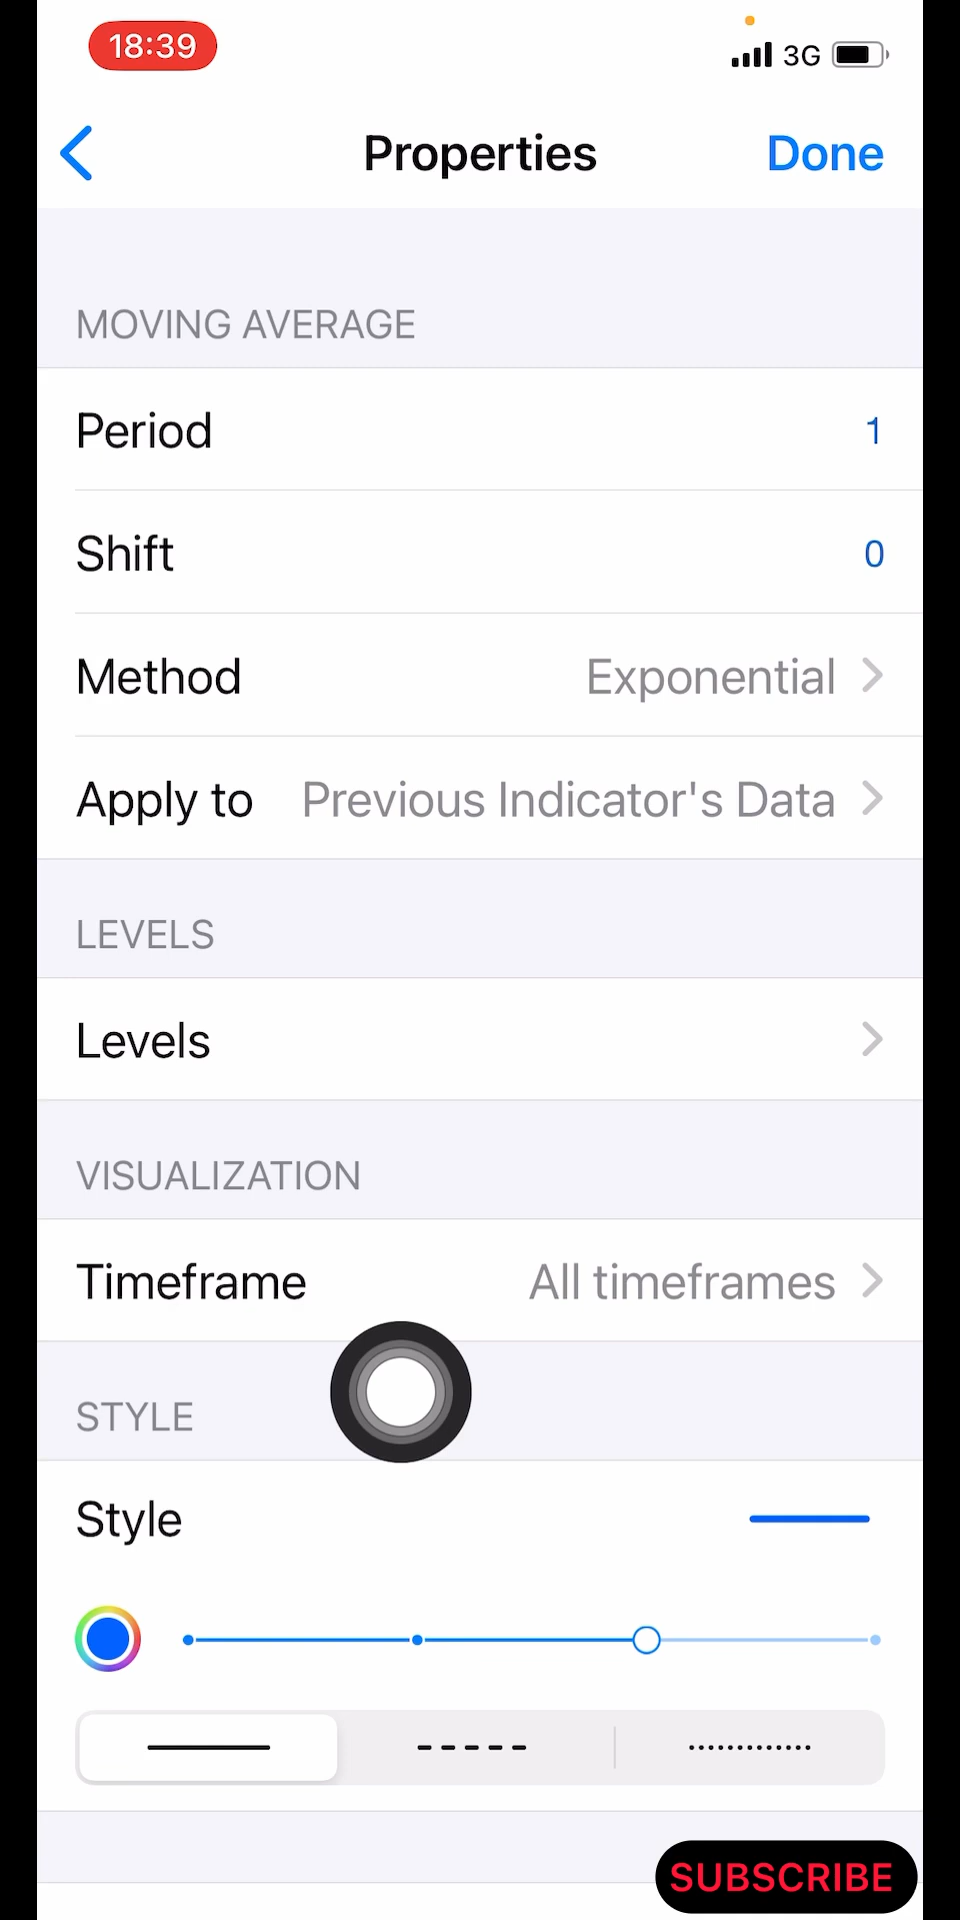 18:39
3G
Properties
Done
MOVING AVERAGE
Period
1
Shift
0
Method
Exponential
Apply to
Previous Indicator's Data
LEVELS
Levels
VISUALIZATION
Timeframe
All timeframes
STYLE
Style
SUBSCRIBE